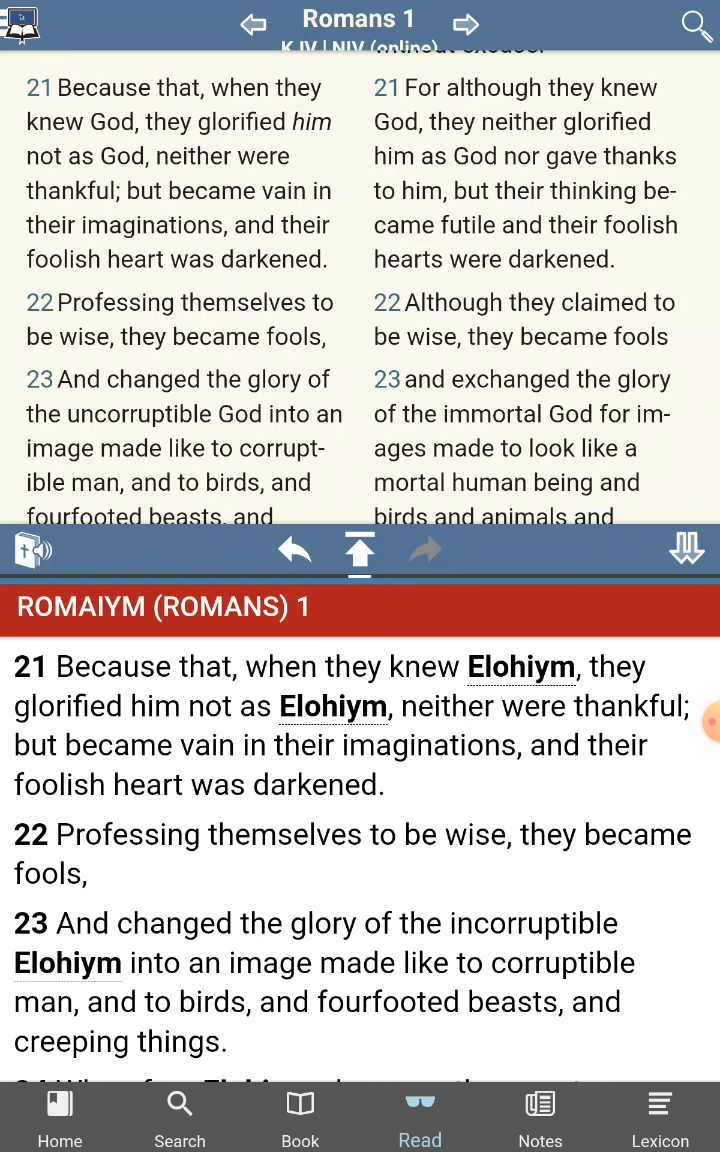 Romans 1
KJV | NIV (online)
21 Because that, when they
knew God, they glorified him
not as God, neither were
thankful; but became vain in
their imaginations, and their
foolish heart was darkened.
22 Professing themselves to
be wise, they became fools,
23 And changed the glory of
the uncorruptible God into an
image made like to corrupt-
ible man, and to birds, and
fourfooted beasts, and
without excuse.
21 For although they knew
God, they neither glorified
him as God nor gave thanks
to him, but their thinking be-
came futile and their foolish
hearts were darkened.
22 Although they claimed to
be wise, they became fools
23 and exchanged the glory
of the immortal God for im-
ages made to look like a
mortal human being and
birds and animals and
ROMAIYM (ROMANS) 1
21 Because that, when they knew Elohiym, they
glorified him not as Elohiym, neither were thankful;
but became vain in their imaginations, and their
foolish heart was darkened.
22 Professing themselves to be wise, they became
fools,
23 And changed the glory of the incorruptible
Elohiym into an image made like to corruptible
man, and to birds, and fourfooted beasts, and
creeping things.
Home
Search
Book
Read
Notes
Lexicon